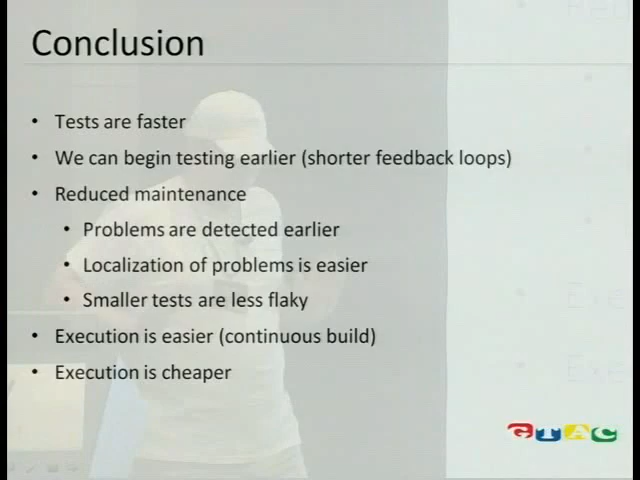 Conclusion
• Tests are faster
• We can begin testing earlier (shorter feedback loops)
• Reduced maintenance
• Problems are detected earlier
• Localization of problems is easier
• Smaller tests are less flaky
• Execution is easier (continuous build)
• Execution is cheaper
GTAC